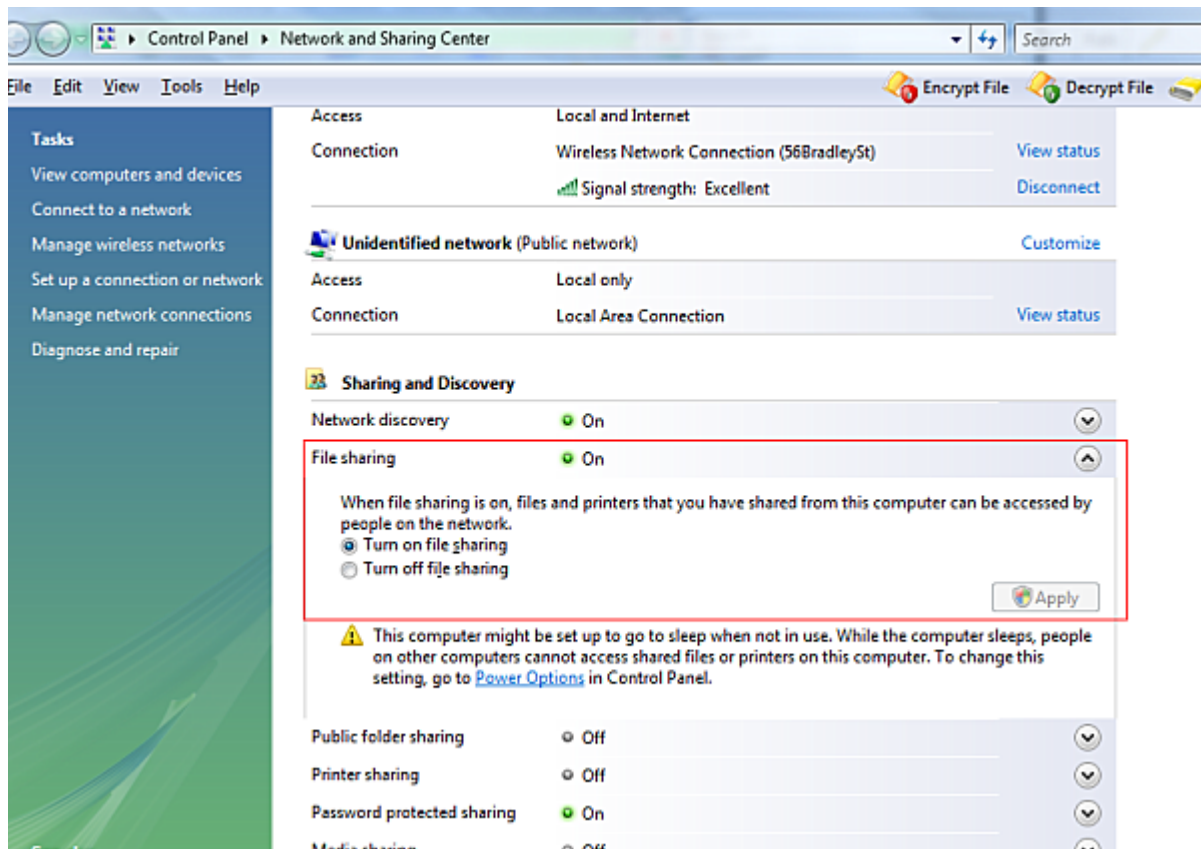 Control Panel ▸ Network and Sharing Center Search
File Edit View Tools Help Encrypt File Decrypt File
Tasks
View computers and devices
Connect to a network
Manage wireless networks
Set up a connection or network
Manage network connections
Diagnose and repair
Access Local and Internet
Connection Wireless Network Connection (56BradleySt) View status
Signal strength: Excellent Disconnect
Unidentified network (Public network) Customize
Access Local only
Connection Local Area Connection View status
Sharing and Discovery
Network discovery On
File sharing On
When file sharing is on, files and printers that you have shared from this computer can be accessed by
people on the network.
Turn on file sharing
Turn off file sharing
Apply
This computer might be set up to go to sleep when not in use. While the computer sleeps, people
on other computers cannot access shared files or printers on this computer. To change this
setting, go to Power Options in Control Panel.
Public folder sharing Off
Printer sharing Off
Password protected sharing On
Media sharing Off